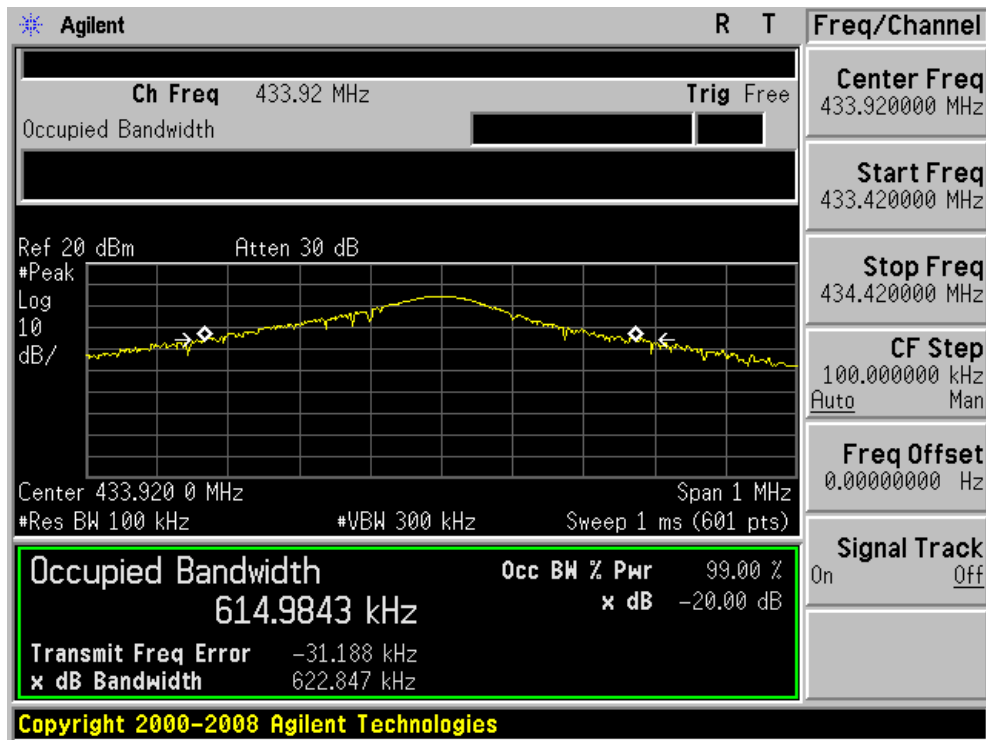 Agilent R T
Ch Freq 433.92 MHz Trig Free
Occupied Bandwidth
Ref 20 dBm Atten 30 dB
#Peak
Log
10
dB/
Center 433.920 0 MHz Span 1 MHz
#Res BW 100 kHz #VBW 300 kHz Sweep 1 ms (601 pts)
Occupied Bandwidth
614.9843 kHz
Occ BW % Pwr 99.00 %
x dB -20.00 dB
Transmit Freq Error -31.188 kHz
x dB Bandwidth 622.847 kHz
Copyright 2000-2008 Agilent Technologies
Freq/Channel
Center Freq
433.920000 MHz
Start Freq
433.420000 MHz
Stop Freq
434.420000 MHz
CF Step
100.000000 kHz
Auto Man
Freq Offset
0.00000000 Hz
Signal Track
On Off